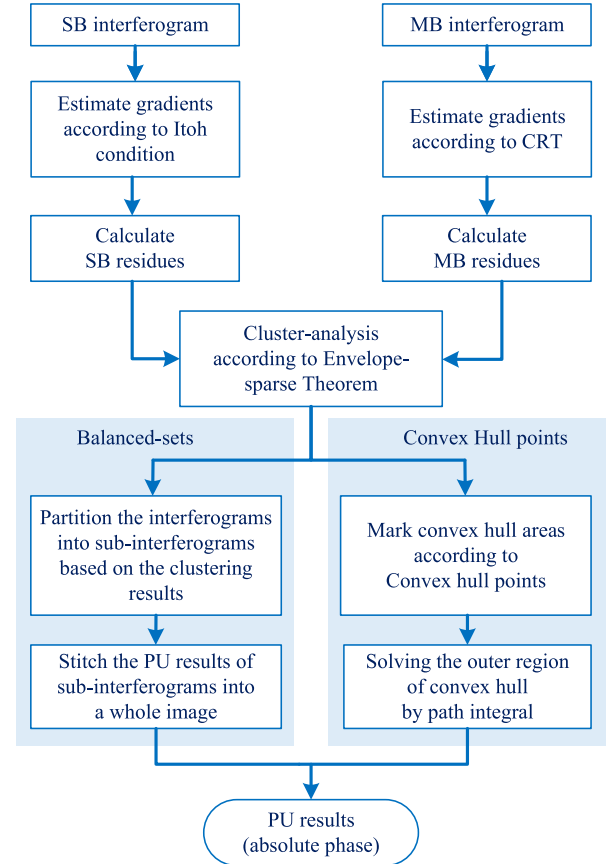 SB interferogram
MB interferogram
Estimate gradients
according to Itoh
condition
Estimate gradients
according to CRT
Calculate
SB residues
Calculate
MB residues
Cluster-analysis
according to Envelope-
sparse Theorem
Balanced-sets
Convex Hull points
Partition the interferograms
into sub-interferograms
based on the clustering
results
Mark convex hull areas
according to
Convex hull points
Stitch the PU results of
sub-interferograms into
a whole image
Solving the outer region
of convex hull
by path integral
PU results
(absolute phase)